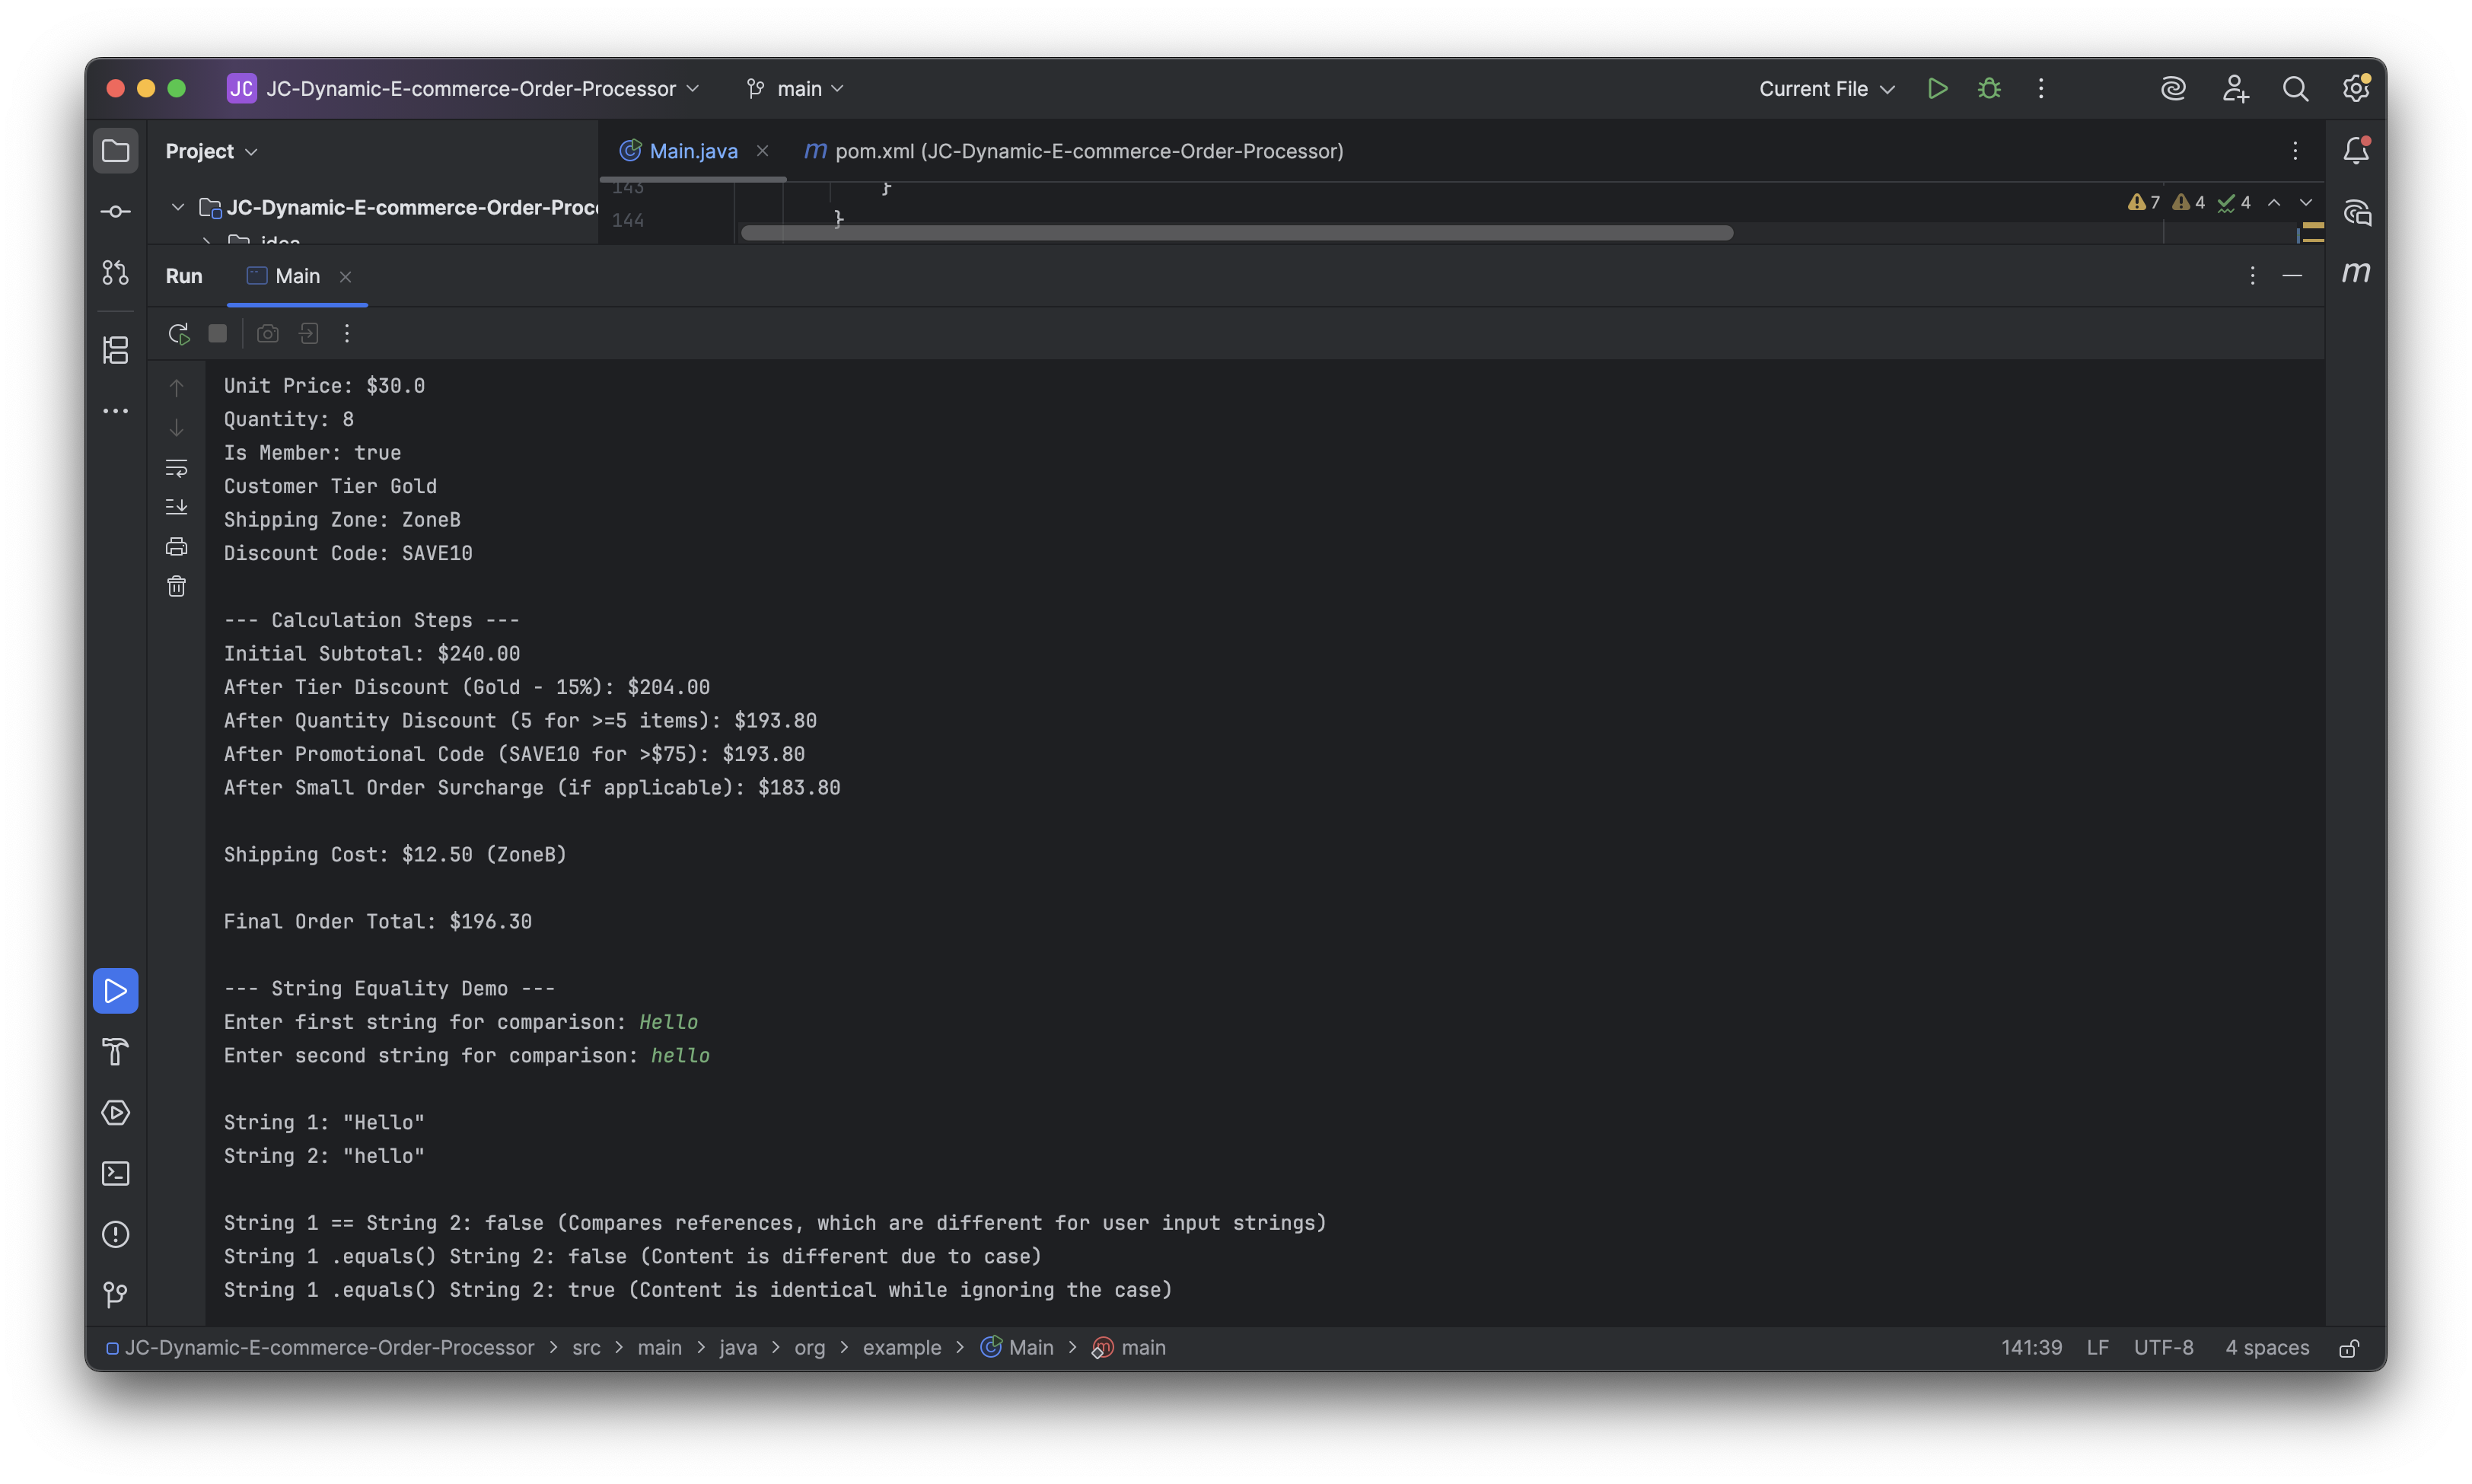 JC JC-Dynamic-E-commerce-Order-Processor main Current File
Project
Main.java
m pom.xml (JC-Dynamic-E-commerce-Order-Processor)
JC-Dynamic-E-commerce-Order-Proc
143 }
144 }
7 4 4
Run Main
m
Unit Price: $30.0
Quantity: 8
Is Member: true
Customer Tier Gold
Shipping Zone: ZoneB
Discount Code: SAVE10
--- Calculation Steps ---
Initial Subtotal: $240.00
After Tier Discount (Gold - 15%): $204.00
After Quantity Discount (5 for >=5 items): $193.80
After Promotional Code (SAVE10 for >$75): $193.80
After Small Order Surcharge (if applicable): $183.80
Shipping Cost: $12.50 (ZoneB)
Final Order Total: $196.30
--- String Equality Demo ---
Enter first string for comparison: Hello
Enter second string for comparison: hello
String 1: "Hello"
String 2: "hello"
String 1 == String 2: false (Compares references, which are different for user input strings)
String 1 .equals() String 2: false (Content is different due to case)
String 1 .equals() String 2: true (Content is identical while ignoring the case)
JC-Dynamic-E-commerce-Order-Processor > src > main > java > org > example > Main > m main
141:39 LF UTF-8 4 spaces